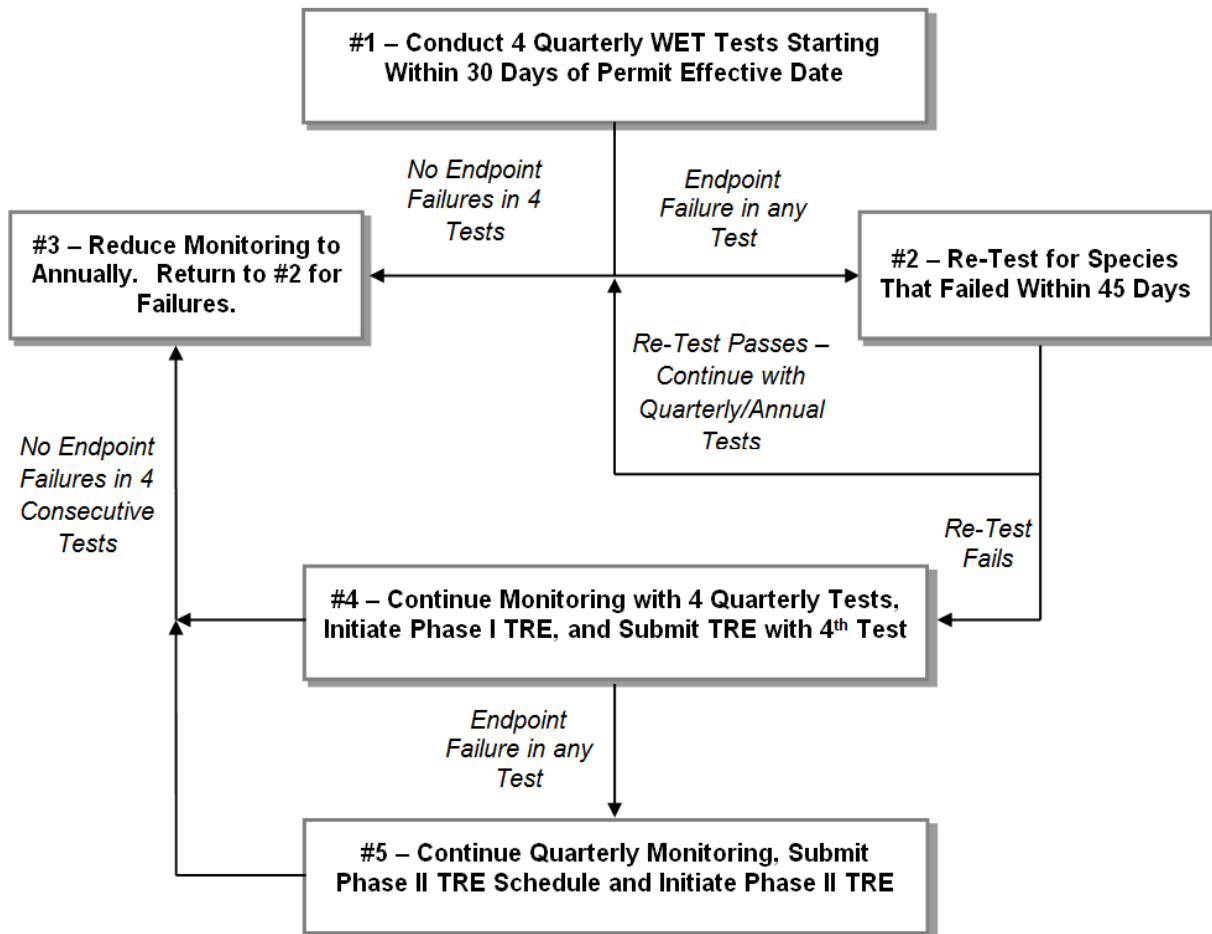 #1 – Conduct 4 Quarterly WET Tests Starting
Within 30 Days of Permit Effective Date
No Endpoint
Failures in 4
Tests
Endpoint
Failure in any
Test
#3 – Reduce Monitoring to
Annually.   Return to #2 for
Failures.
#2 – Re-Test for Species
That Failed Within 45 Days
Re-Test Passes –
Continue with
Quarterly/Annual
Tests
No Endpoint
Failures in 4
Consecutive
Tests
Re-Test
Fails
#4 – Continue Monitoring with 4 Quarterly Tests,
Initiate Phase I TRE, and Submit TRE with 4th Test
Endpoint
Failure in any
Test
#5 – Continue Quarterly Monitoring, Submit
Phase II TRE Schedule and Initiate Phase II TRE